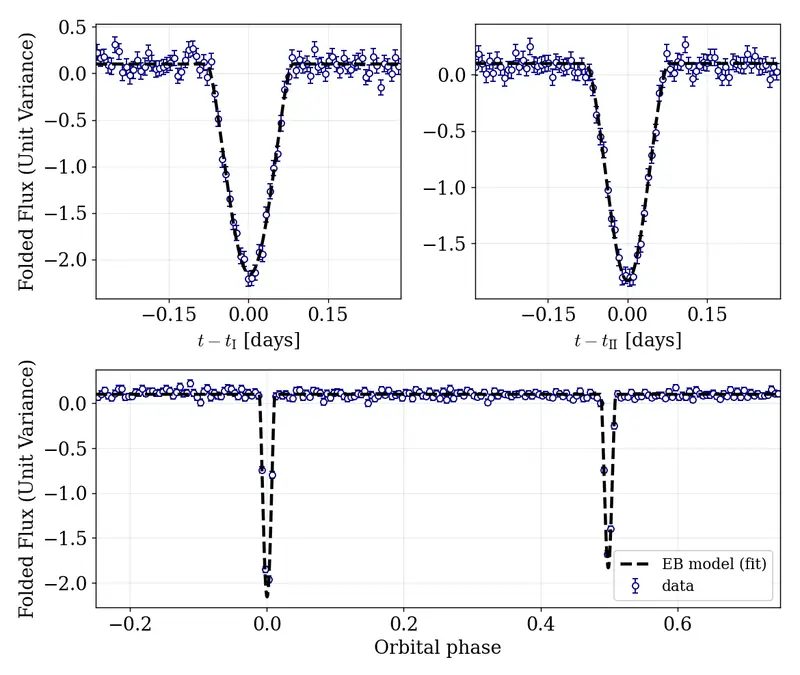 Folded Flux (Unit Variance)
0.5
0.0
−0.5
−1.0
−1.5
−2.0
−0.15 0.00 0.15
t − tI [days]
0.0
−0.5
−1.0
−1.5
−0.15 0.00 0.15
t − tII [days]
Folded Flux (Unit Variance)
0.0
−0.5
−1.0
−1.5
−2.0
EB model (fit)
data
−0.2 0.0 0.2 0.4 0.6
Orbital phase